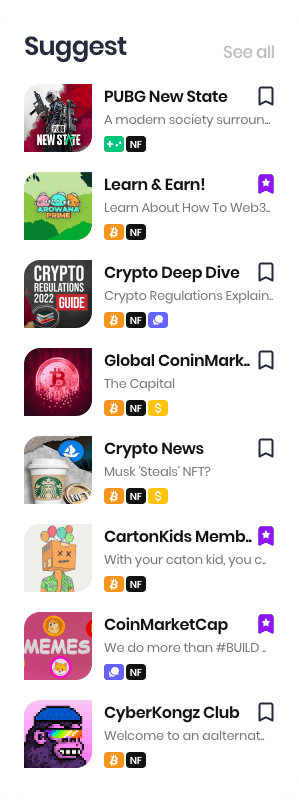 Suggest
See all
PUBG New State
A modern society surroun...
PUBG
NEW STATE
NF
Learn & Earn!
Learn About How To Web3..
AROWANA
PRIME
NF
Crypto Deep Dive
Crypto Regulations Explain..
CRYPTO
REGULATIONS
2022 GUIDE
NF
Global ConinMark..
The Capital
NF
Crypto News
Musk 'Steals' NFT?
NFT
NF
CartonKids Memb..
With your caton kid, you c..
NF
CoinMarketCap
We do more than #BUILD ..
MEMES
NF
CyberKongz Club
Welcome to an aalternat..
NF